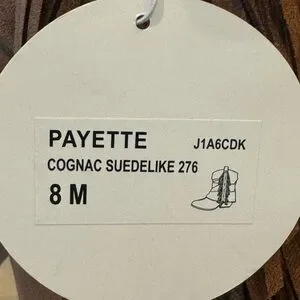 PAYETTE J1A6CDK
COGNAC SUEDELIKE 276
8 M